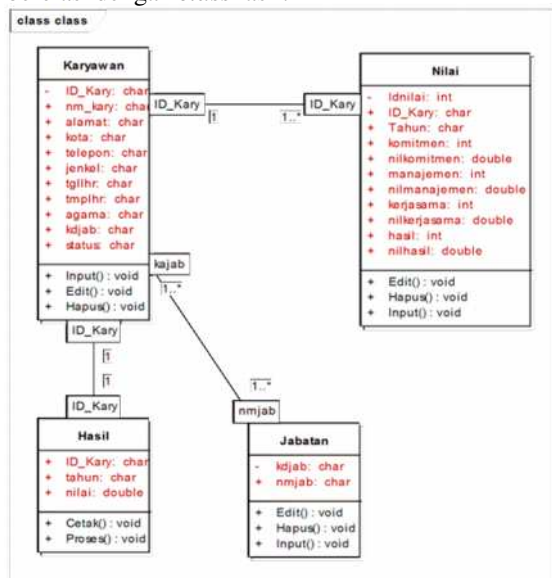 class class
Karyawan
- ID_Kary: char
+ nm_kary: char
+ alamat: char
+ kota: char
+ telepon: char
+ jenkel: char
+ tgllhr: char
+ tmplhr: char
+ agama: char
+ kdjab: char
+ status: char
+ Input() : void
+ Edit() : void
+ Hapus() : void
ID_Kary
1
1..*
ID_Kary
Nilai
- Idnilai: int
+ ID_Kary: char
+ Tahun: char
+ komitmen: int
+ nilkomitmen: double
+ manajemen: int
+ nilmanajemen: double
+ kerjasama: int
+ nilkerjasama: double
+ hasil: int
+ nilhasil: double
+ Edit() : void
+ Hapus() : void
+ Input() : void
kajab
1..*
ID_Kary
1
1
ID_Kary
1..*
nmjab
Hasil
+ ID_Kary: char
+ tahun: char
+ nilai: double
+ Cetak() : void
+ Proses() : void
Jabatan
- kdjab: char
+ nmjab: char
+ Edit() : void
+ Hapus() : void
+ Input() : void